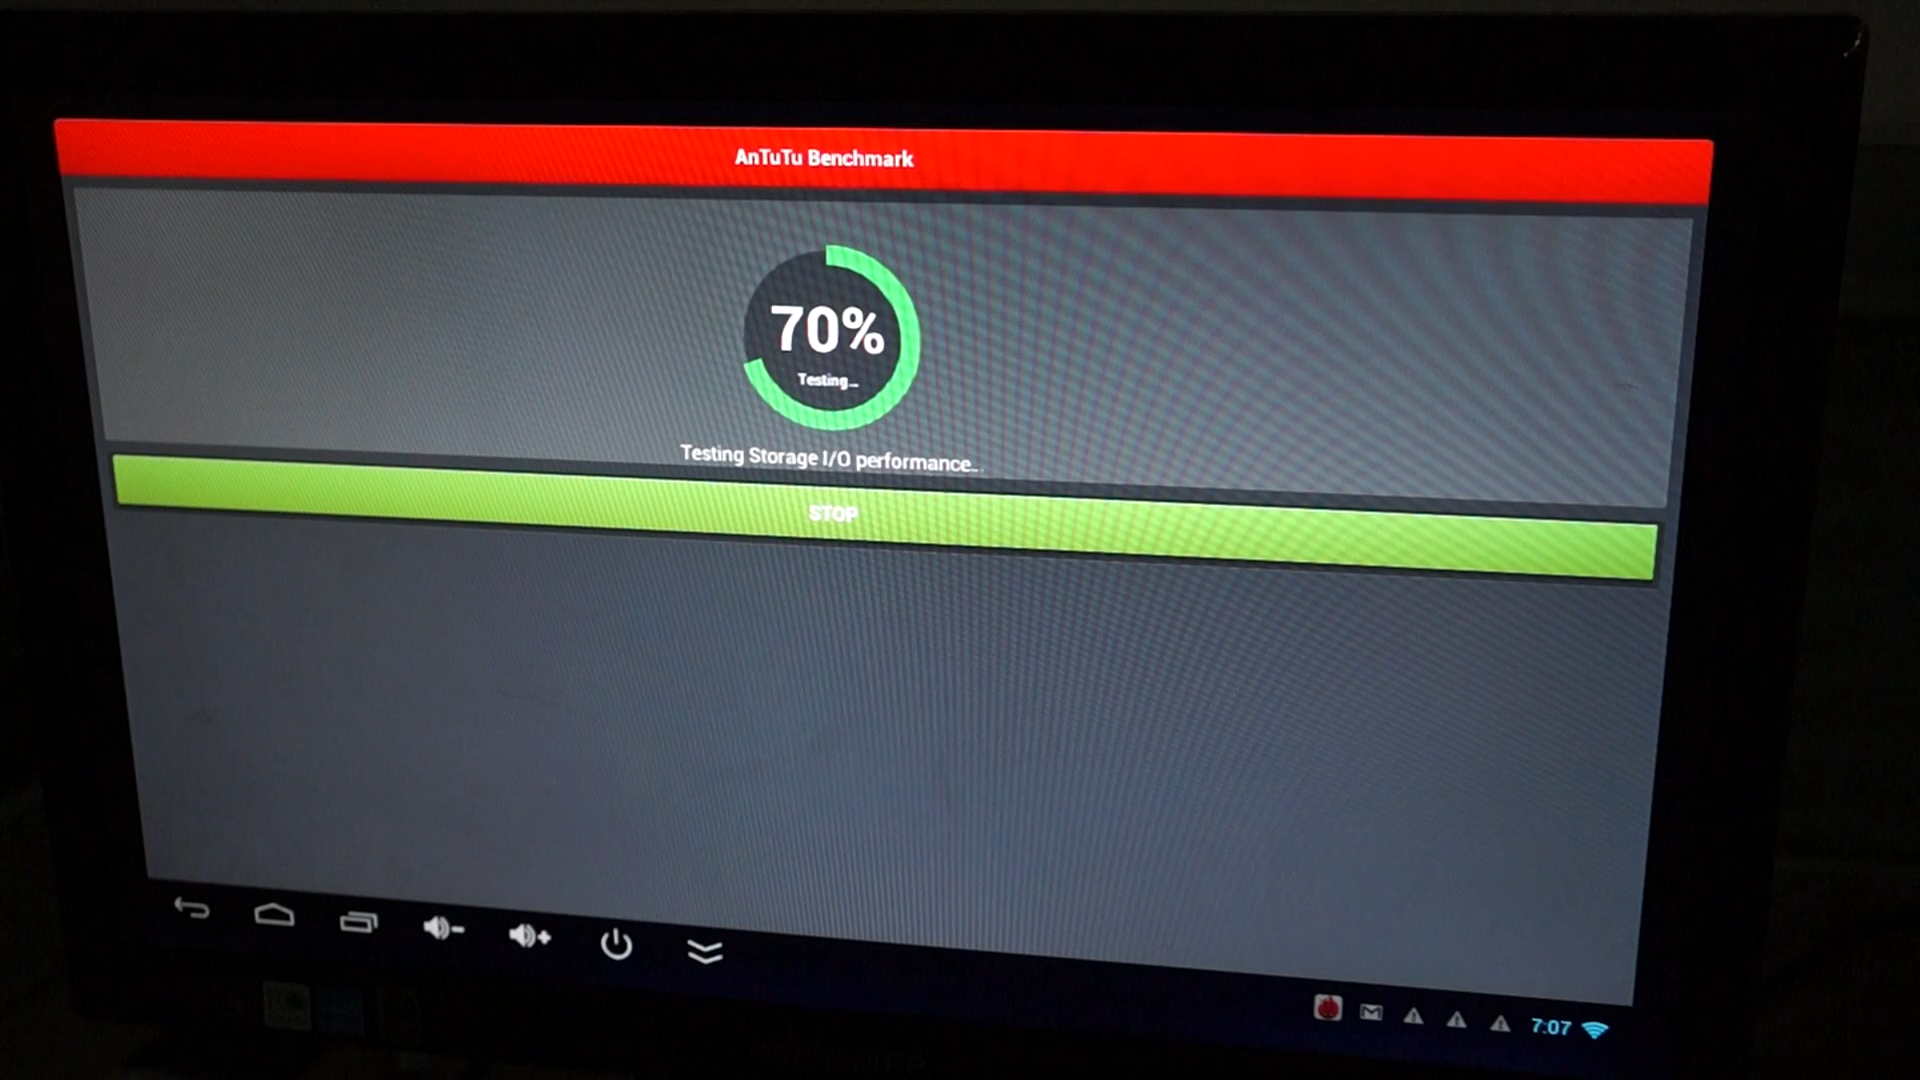 AnTuTu Benchmark
70%
Testing...
Testing Storage I/O performance...
STOP
7:07